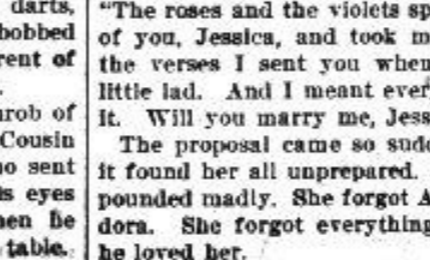 darts,
bobbed
rent of
rob of
Cousin
no sent
is eyes
hen he
table.
"The roses and the violets sp
of you, Jessica, and took m
the verses I sent you when
little lad. And I meant ever
it. Will you marry me, Jess
The proposal came so sudd
it found her all unprepared.
pounded madly. She forgot A
dora. She forgot everything
he loved her.